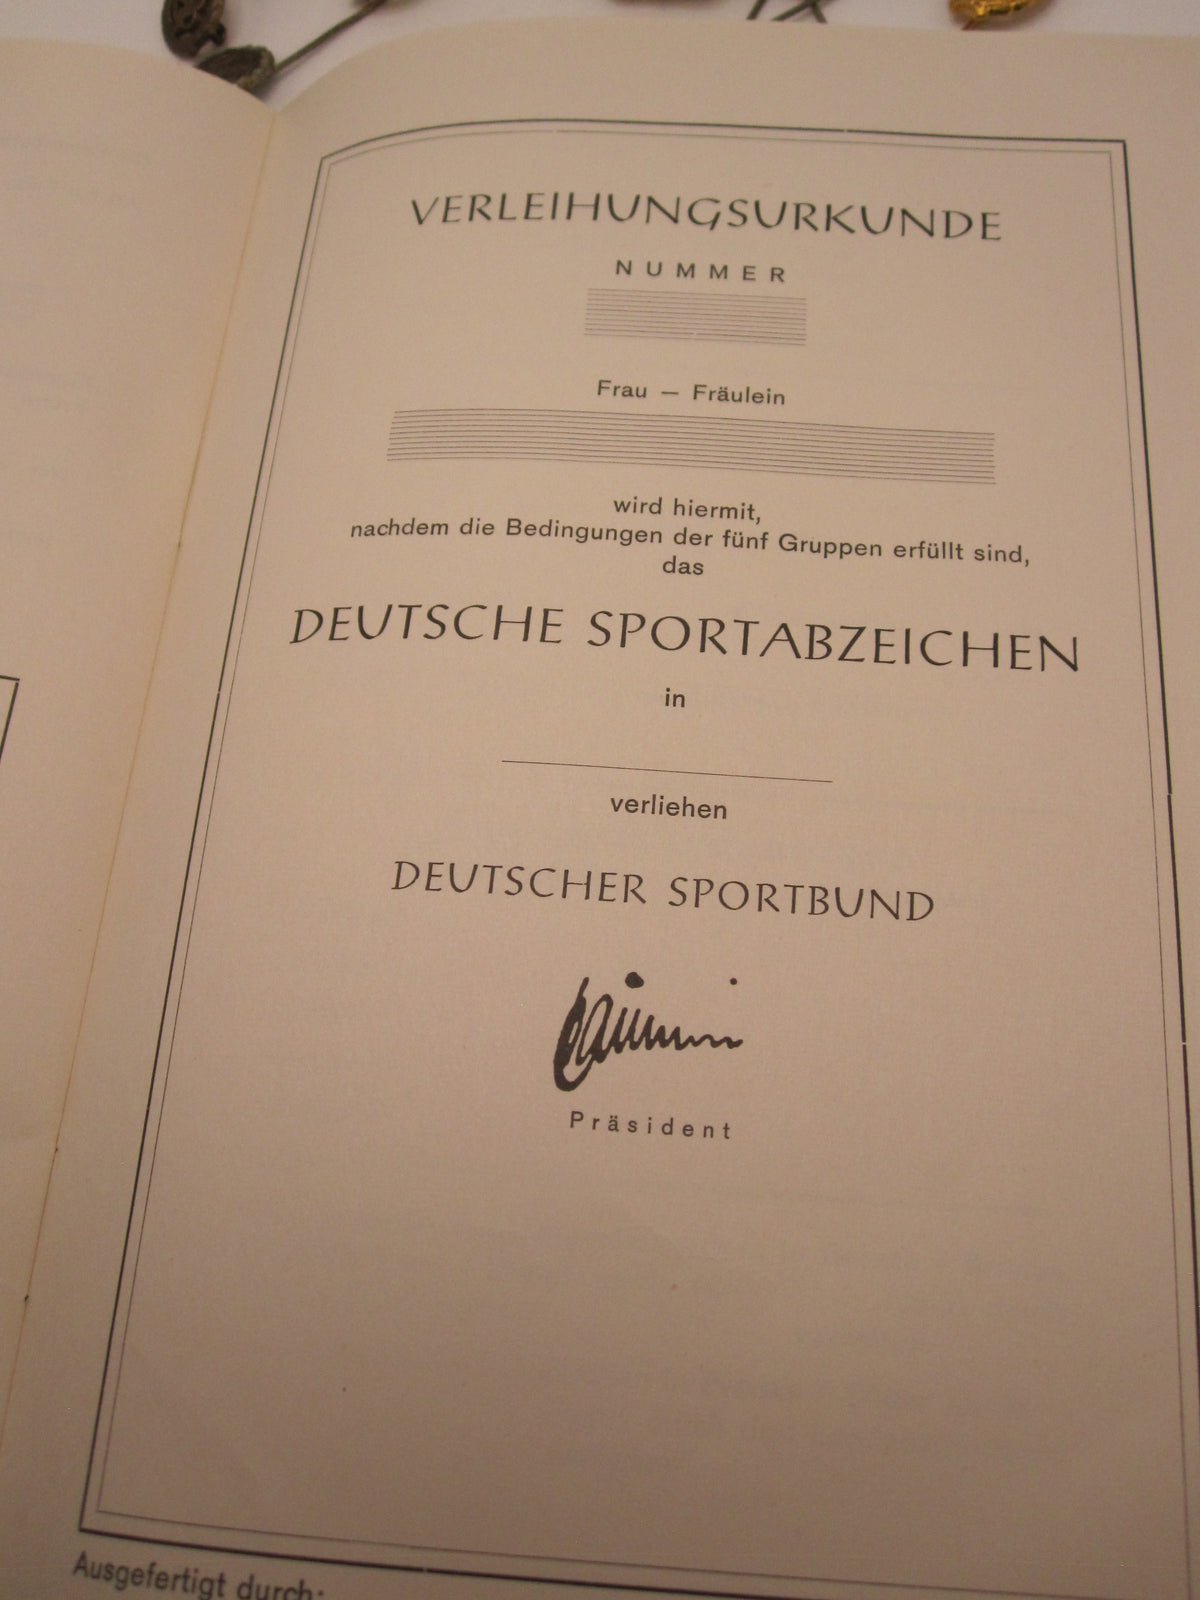 VERLEIHUNGSURKUNDE
NUMMER
Frau — Fräulein
wird hiermit,
nachdem die Bedingungen der fünf Gruppen erfüllt sind,
das
DEUTSCHE SPORTABZEICHEN
in
verliehen
DEUTSCHER SPORTBUND
Präsident
Ausgefertigt durch: